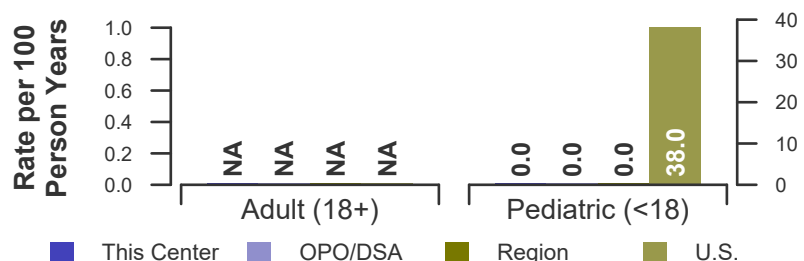 Rate per 100
Person Years
1.0
0.8
0.6
0.4
0.2
0.0
NA NA NA NA
0.0 0.0 0.0 38.0
40
30
20
10
0
Adult (18+) Pediatric (<18)
This Center OPO/DSA Region U.S.